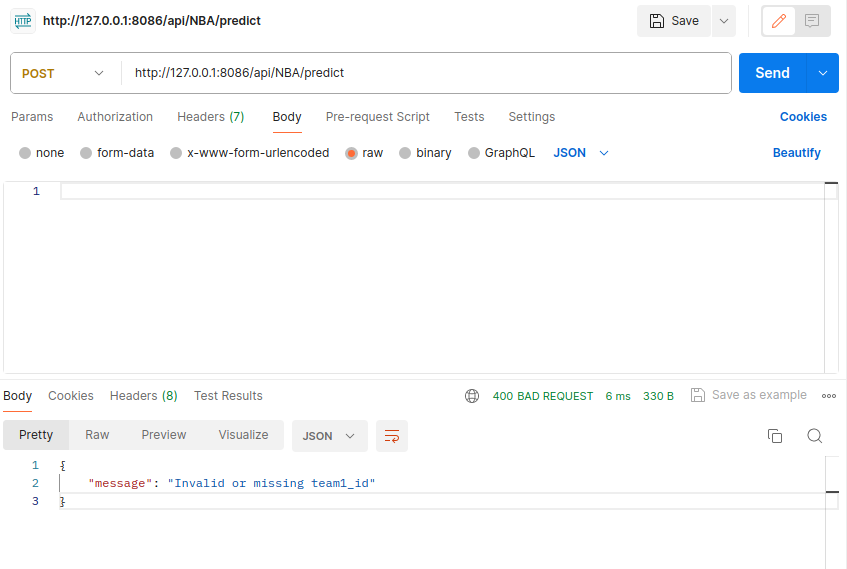 HTTP http://127.0.0.1:8086/api/NBA/predict Save
POST http://127.0.0.1:8086/api/NBA/predict Send
Params Authorization Headers (7) Body Pre-request Script Tests Settings Cookies
none form-data x-www-form-urlencoded raw binary GraphQL JSON Beautify
1
Body Cookies Headers (8) Test Results 400 BAD REQUEST 6 ms 330 B Save as example
Pretty Raw Preview Visualize JSON
1 {
2 "message": "Invalid or missing team1_id"
3 }